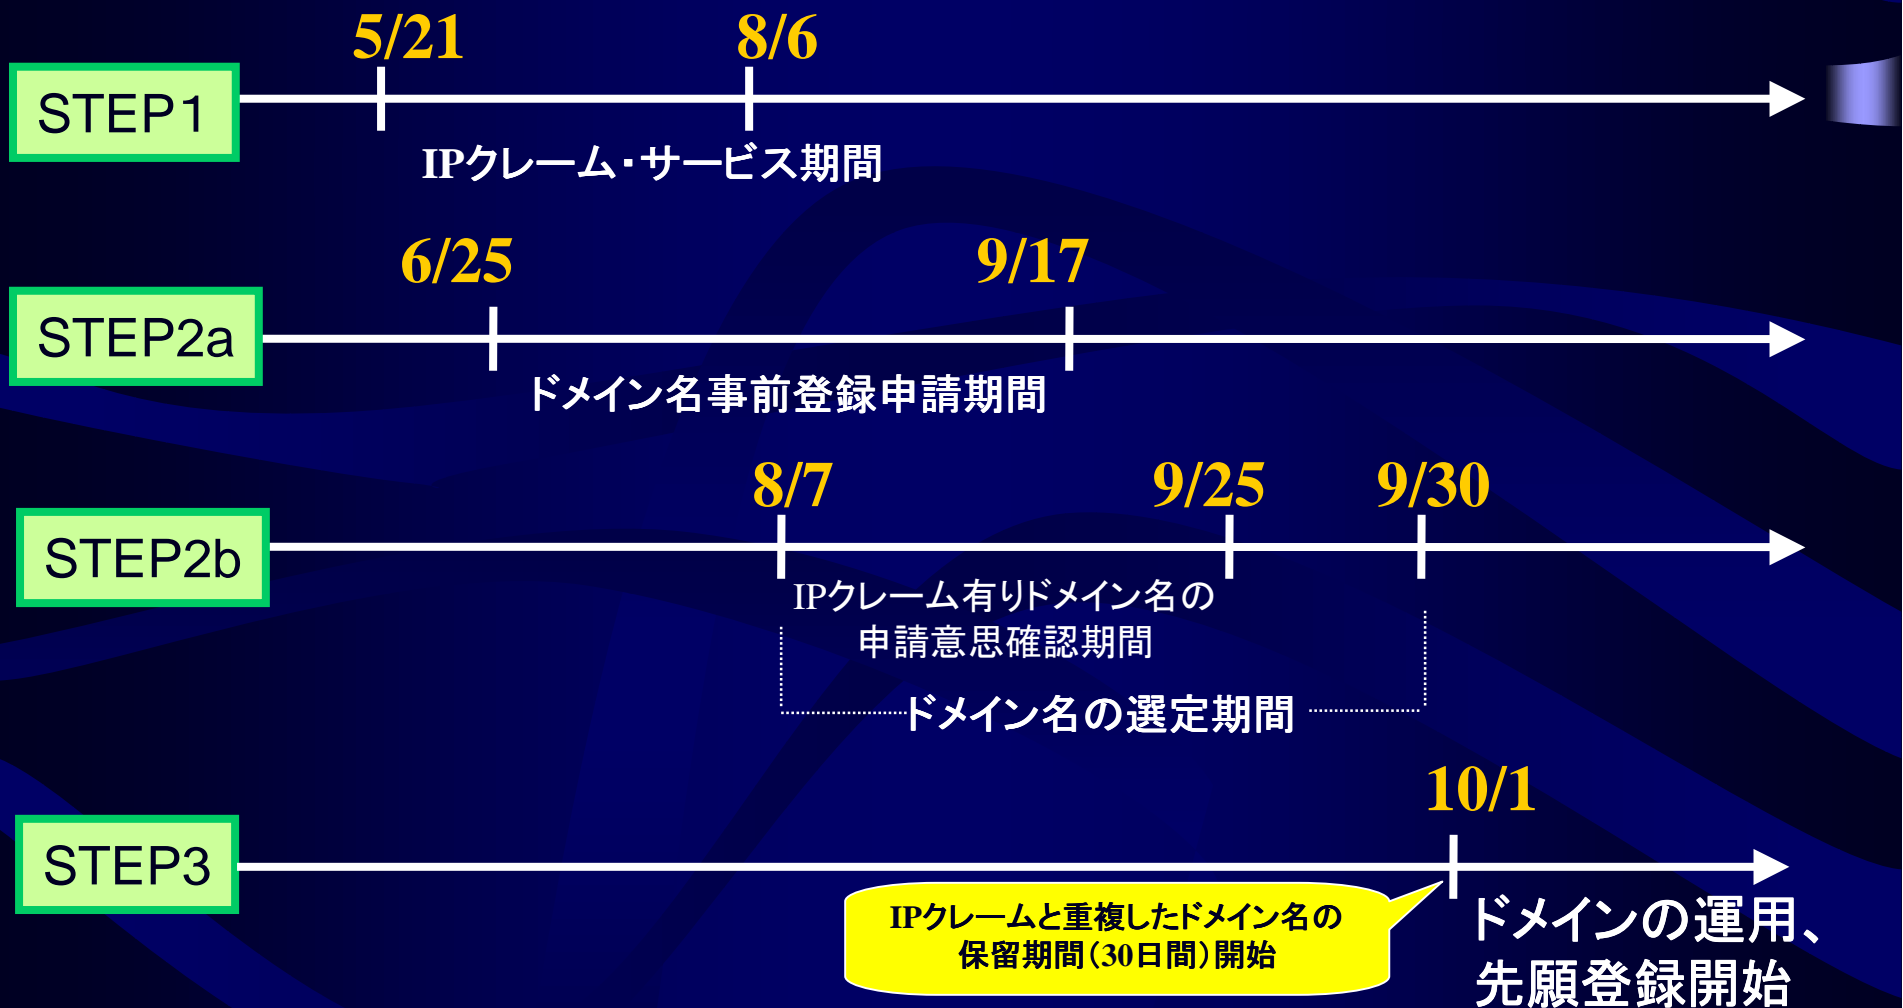 5/21 8/6
STEP1
IPクレーム・サービス期間
6/25 9/17
STEP2a
ドメイン名事前登録申請期間
8/7 9/25 9/30
STEP2b
IPクレーム有りドメイン名の
申請意思確認期間
ドメイン名の選定期間
10/1
STEP3
IPクレームと重複したドメイン名の
保留期間(30日間)開始
ドメインの運用、
先願登録開始